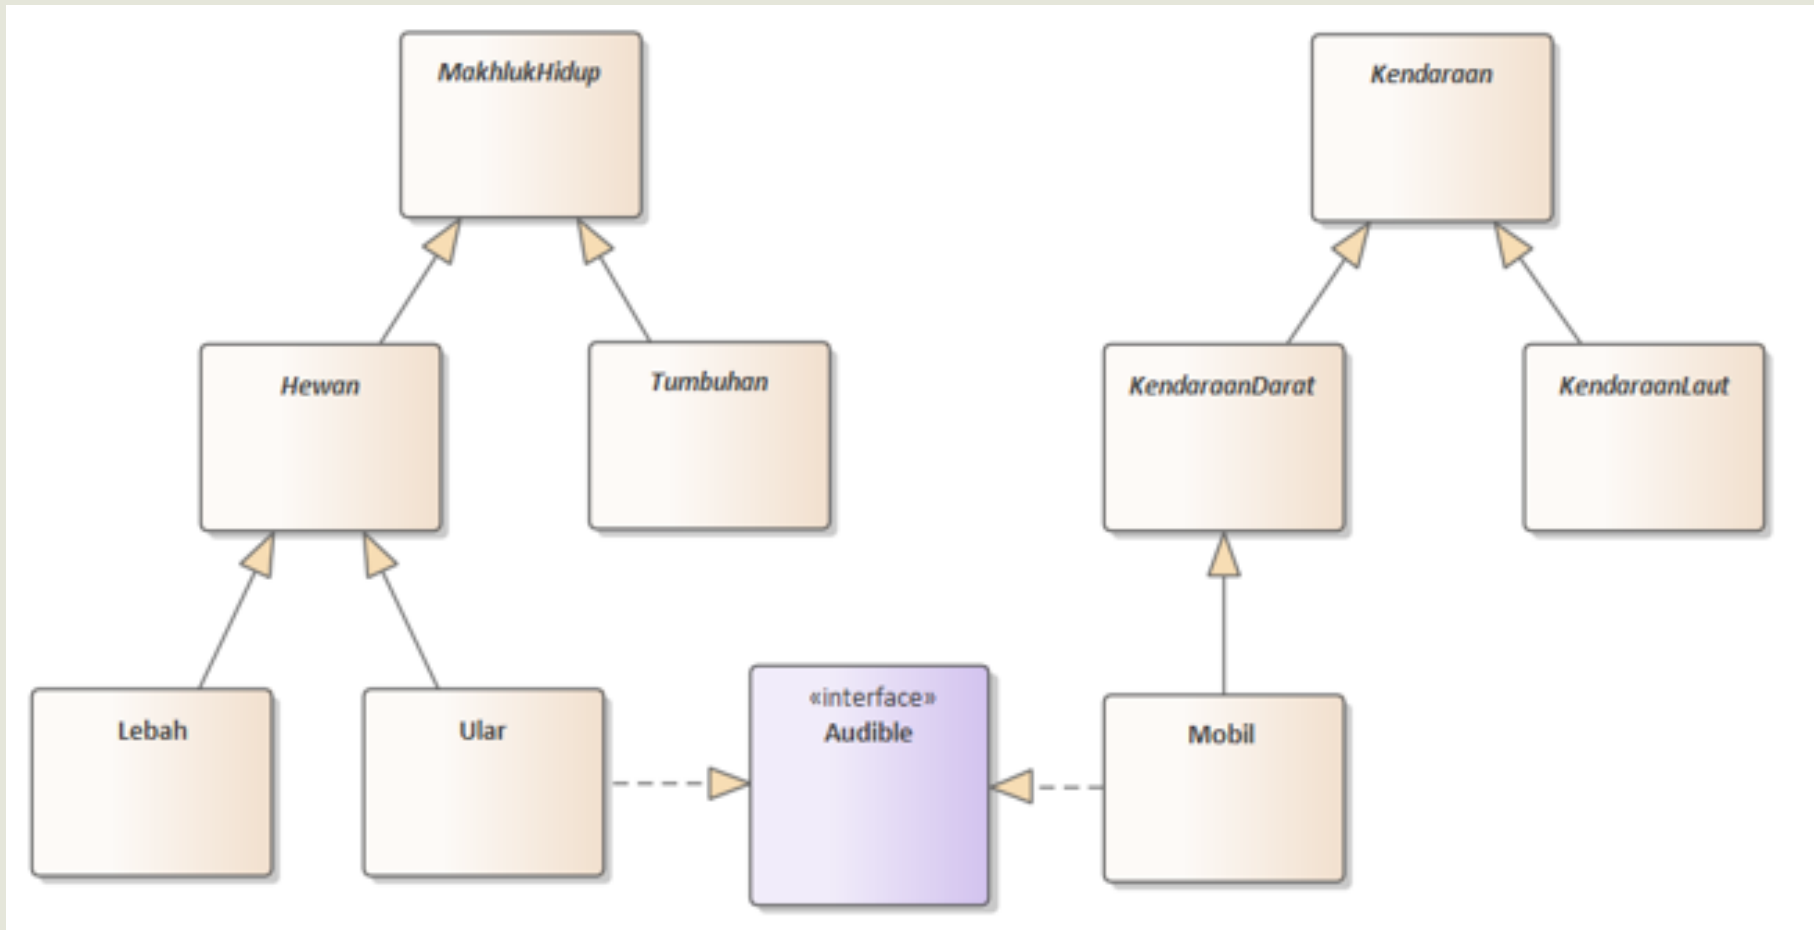 MakhlukHidup
Kendaraan
Hewan
Tumbuhan
KendaraanDarat
KendaraanLaut
Lebah
Ular
«interface»
Audible
Mobil